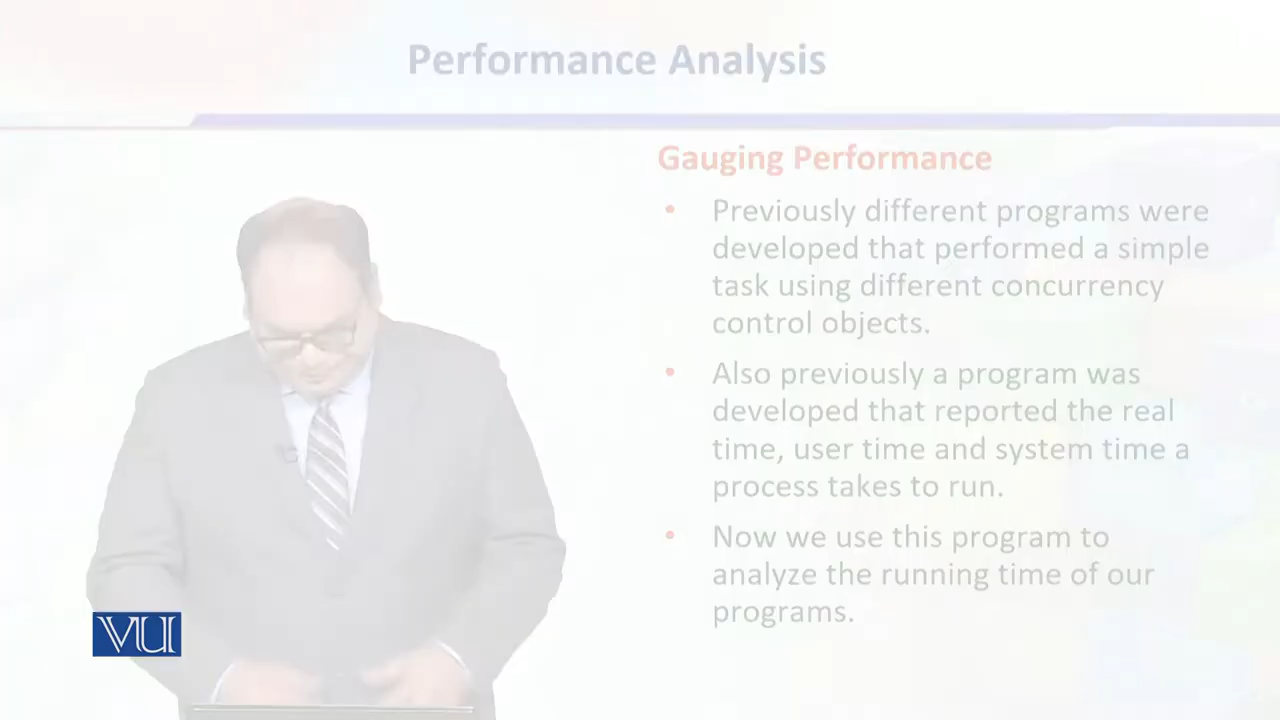 Performance Analysis
Gauging Performance
• Previously different programs were
developed that performed a simple
task using different concurrency
control objects.
• Also previously a program was
developed that reported the real
time, user time and system time a
process takes to run.
• Now we use this program to
analyze the running time of our
programs.
VU